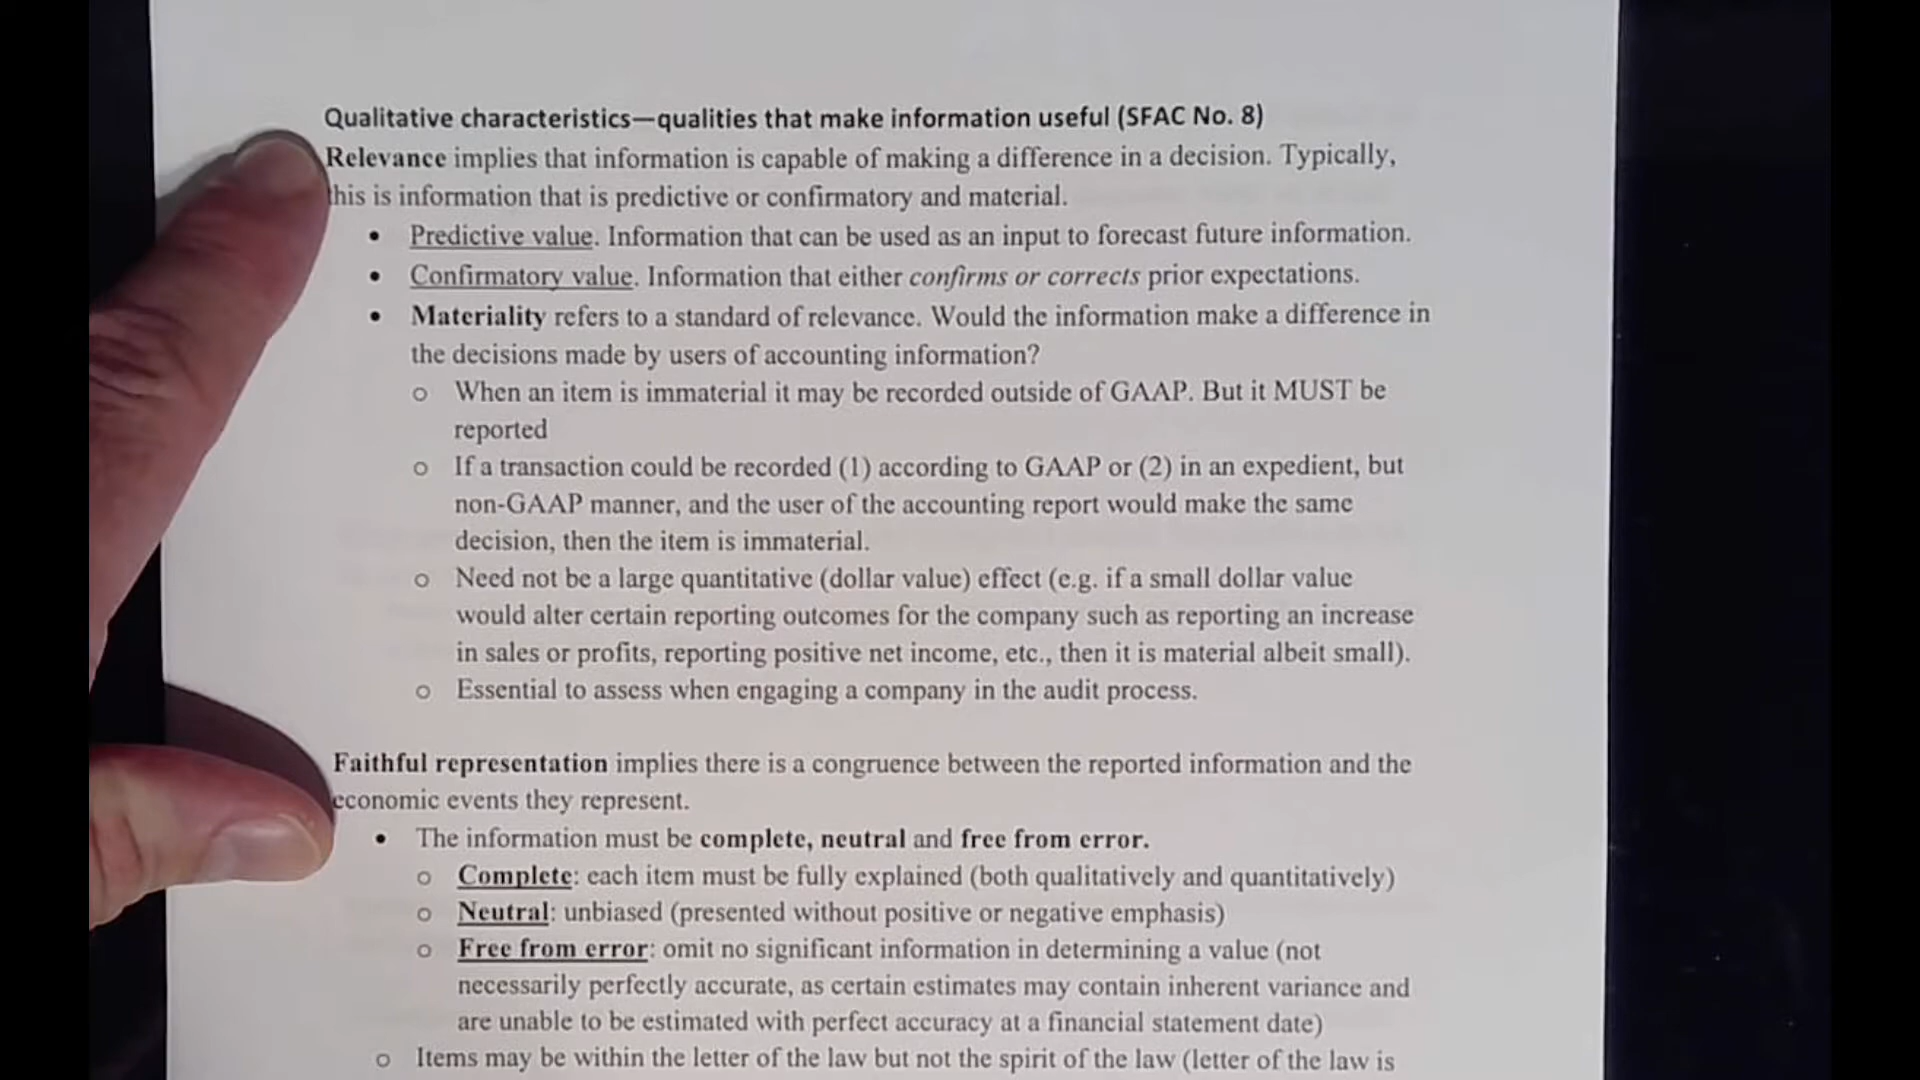 Qualitative characteristics—qualities that make information useful (SFAC No. 8)
Relevance implies that information is capable of making a difference in a decision. Typically,
this is information that is predictive or confirmatory and material.
• Predictive value. Information that can be used as an input to forecast future information.
• Confirmatory value. Information that either confirms or corrects prior expectations.
• Materiality refers to a standard of relevance. Would the information make a difference in
the decisions made by users of accounting information?
o When an item is immaterial it may be recorded outside of GAAP. But it MUST be
reported
o If a transaction could be recorded (1) according to GAAP or (2) in an expedient, but
non-GAAP manner, and the user of the accounting report would make the same
decision, then the item is immaterial.
o Need not be a large quantitative (dollar value) effect (e.g. if a small dollar value
would alter certain reporting outcomes for the company such as reporting an increase
in sales or profits, reporting positive net income, etc., then it is material albeit small).
o Essential to assess when engaging a company in the audit process.
Faithful representation implies there is a congruence between the reported information and the
economic events they represent.
• The information must be complete, neutral and free from error.
o Complete: each item must be fully explained (both qualitatively and quantitatively)
o Neutral: unbiased (presented without positive or negative emphasis)
o Free from error: omit no significant information in determining a value (not
necessarily perfectly accurate, as certain estimates may contain inherent variance and
are unable to be estimated with perfect accuracy at a financial statement date)
o Items may be within the letter of the law but not the spirit of the law (letter of the law is